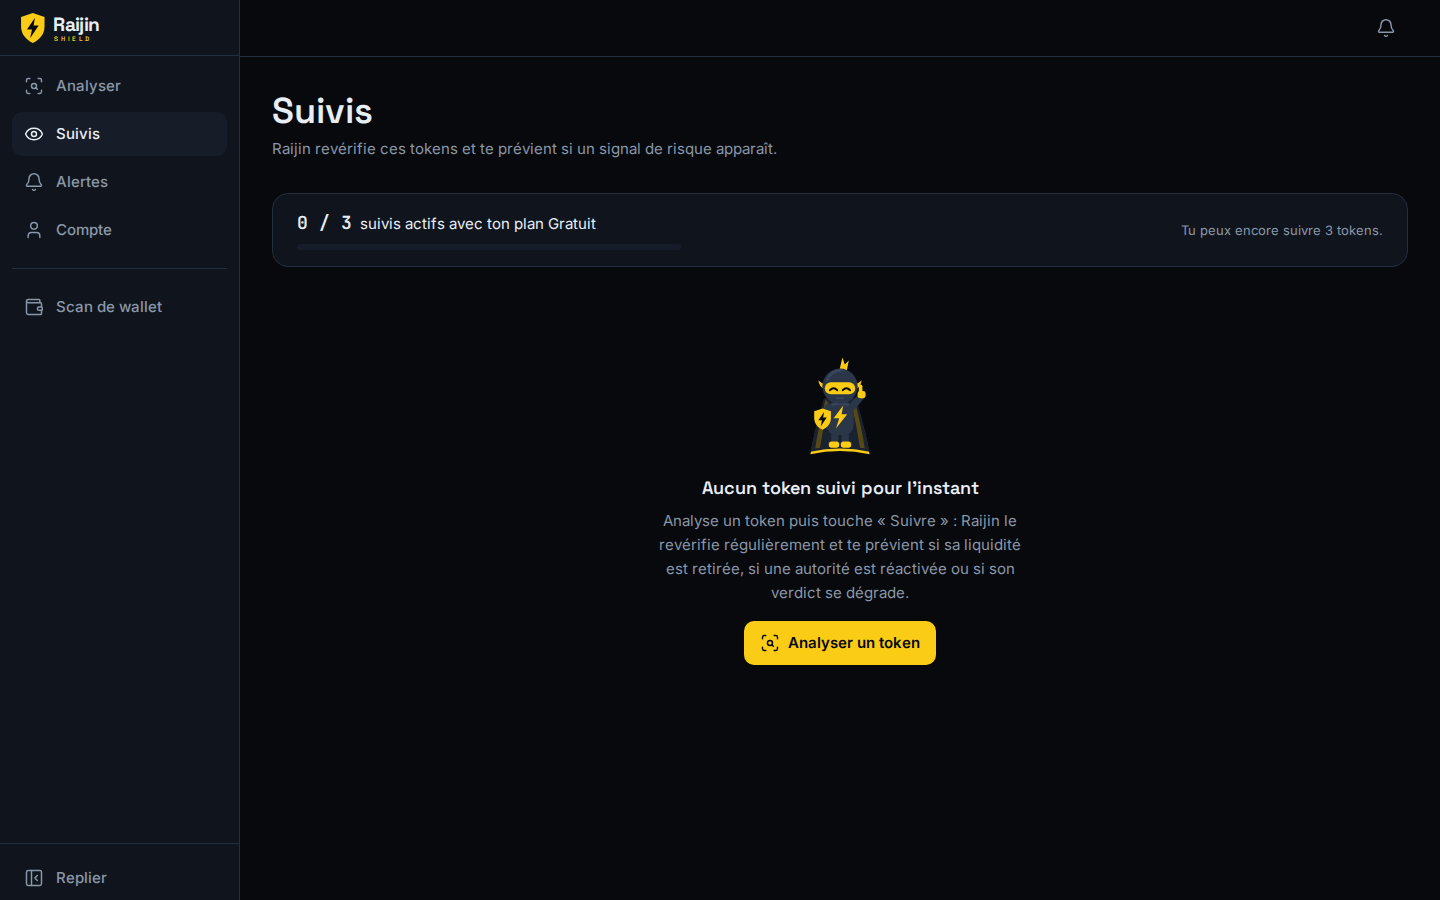 Raijin
SHIELD
Analyser
Suivis
Alertes
Compte
Scan de wallet
Replier
Suivis
Raijin revérifie ces tokens et te prévient si un signal de risque apparaît.
0 / 3 suivis actifs avec ton plan Gratuit
Tu peux encore suivre 3 tokens.
Aucun token suivi pour l’instant
Analyse un token puis touche « Suivre » : Raijin le
revérifie régulièrement et te prévient si sa liquidité
est retirée, si une autorité est réactivée ou si son
verdict se dégrade.
Analyser un token